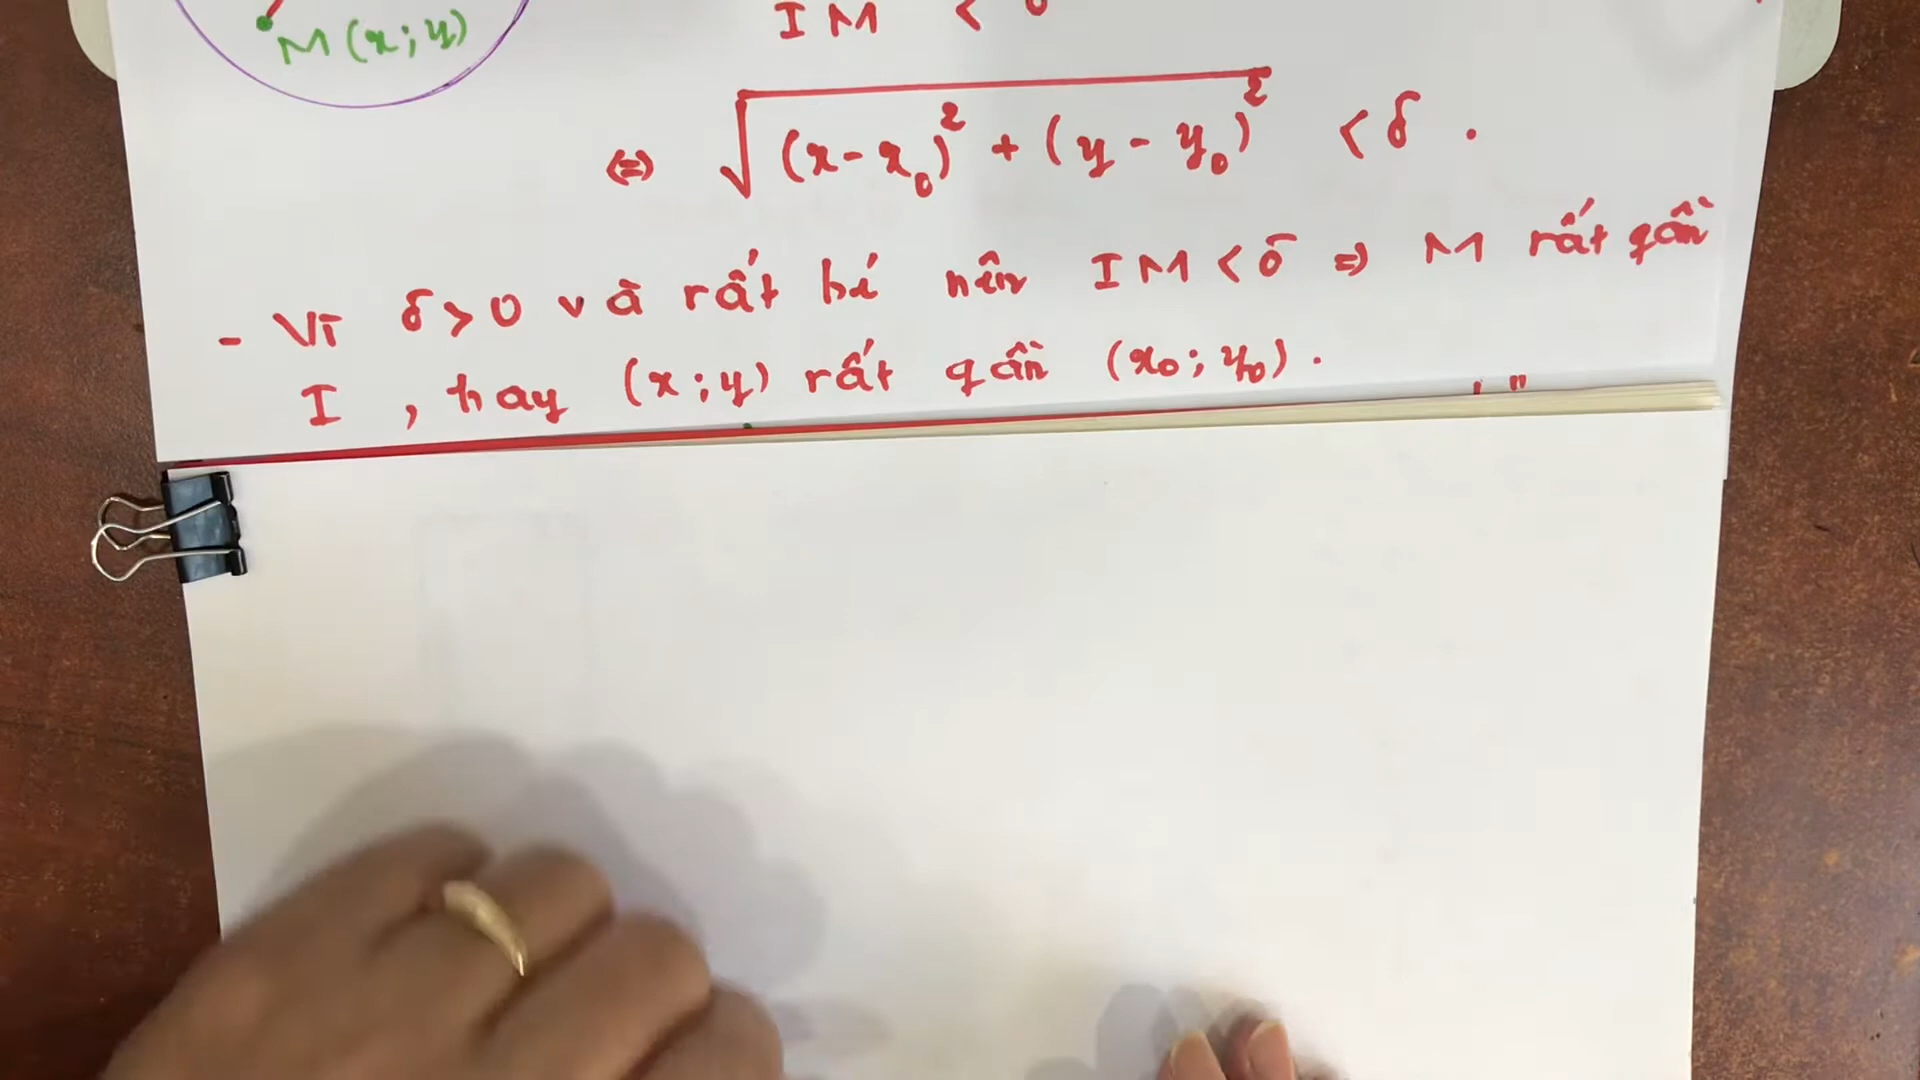 IM < δ
M(x;y)
⇔ √(x-x₀)² + (y-y₀)² < δ .
- Vì δ > 0 và rất bé nên IM < δ ⇒ M rất gần
I , hay (x;y) rất gần (x₀; y₀) .